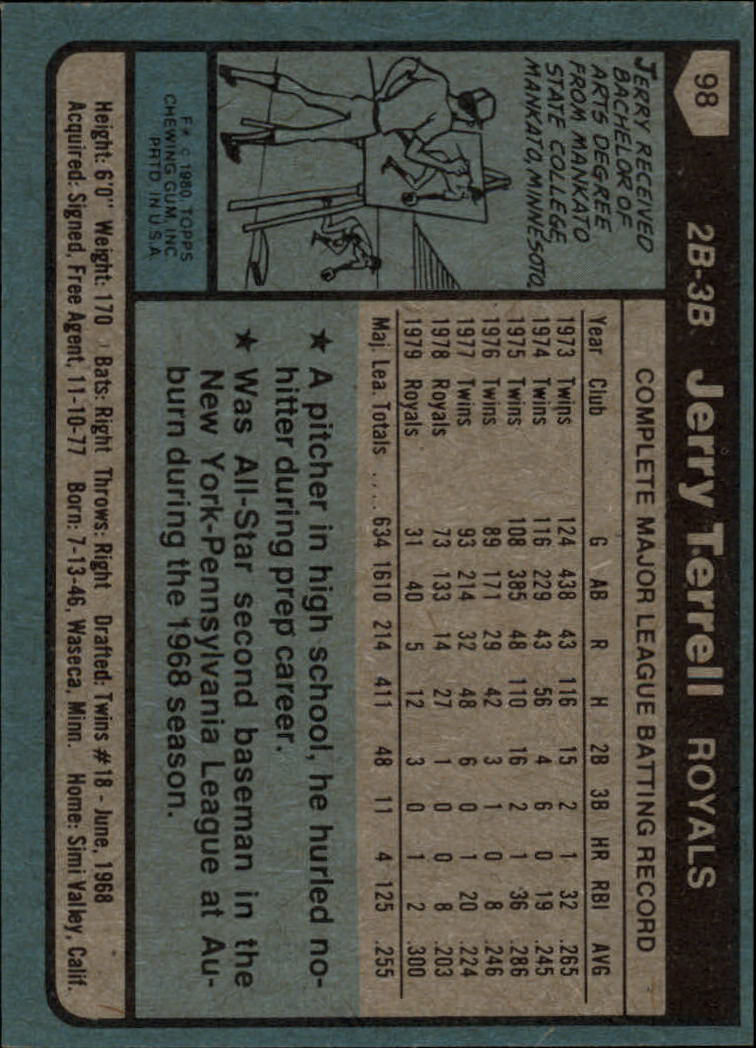 98
2B-3B Jerry Terrell ROYALS
JERRY RECEIVED
BACHELOR OF
ARTS DEGREE
FROM MANKATO
STATE COLLEGE,
MANKATO, MINNESOTA.
COMPLETE MAJOR LEAGUE BATTING RECORD
Year Club G AB R H 2B 3B HR RBI AVG
1973 Twins 124 438 43 116 15 2 1 32 .265
1974 Twins 116 229 43 56 4 6 0 19 .245
1975 Twins 108 385 48 110 16 2 1 36 .286
1976 Twins 89 171 29 42 3 1 0 8 .246
1977 Twins 93 214 32 48 6 0 1 20 .224
1978 Royals 73 133 14 27 1 0 0 8 .203
1979 Royals 31 40 5 12 3 0 1 2 .300
Maj. Lea. Totals .... 634 1610 214 411 48 11 4 125 .255
★ A pitcher in high school, he hurled no-
hitter during prep career.
★ Was All-Star second baseman in the
New York-Pennsylvania League at Au-
burn during the 1968 season.
F* © 1980 TOPPS
CHEWING GUM, INC.
PRTD. IN U.S.A.
Height: 6'0" Weight: 170 Bats: Right Throws: Right Drafted: Twins #18 - June, 1968
Acquired: Signed, Free Agent, 11-10-77 Born: 7-13-46, Waseca, Minn. Home: Simi Valley, Calif.